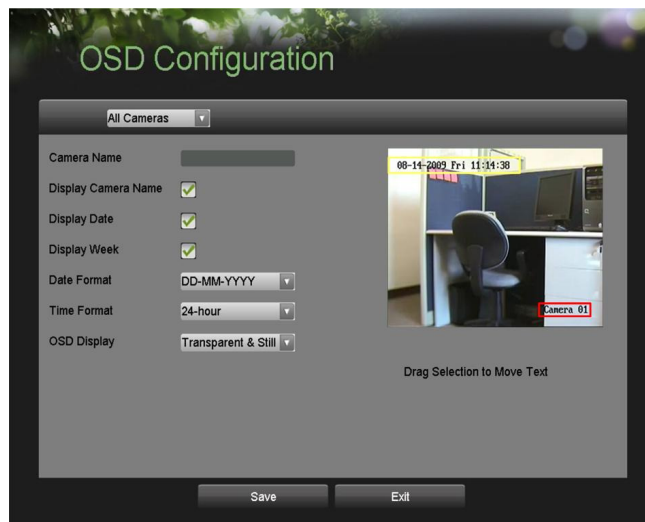 OSD Configuration
All Cameras
Camera Name
Display Camera Name
Display Date
Display Week
Date Format DD-MM-YYYY
Time Format 24-hour
OSD Display Transparent & Still
08-14-2009 Fri 11:14:38
Camera 01
Drag Selection to Move Text
Save Exit